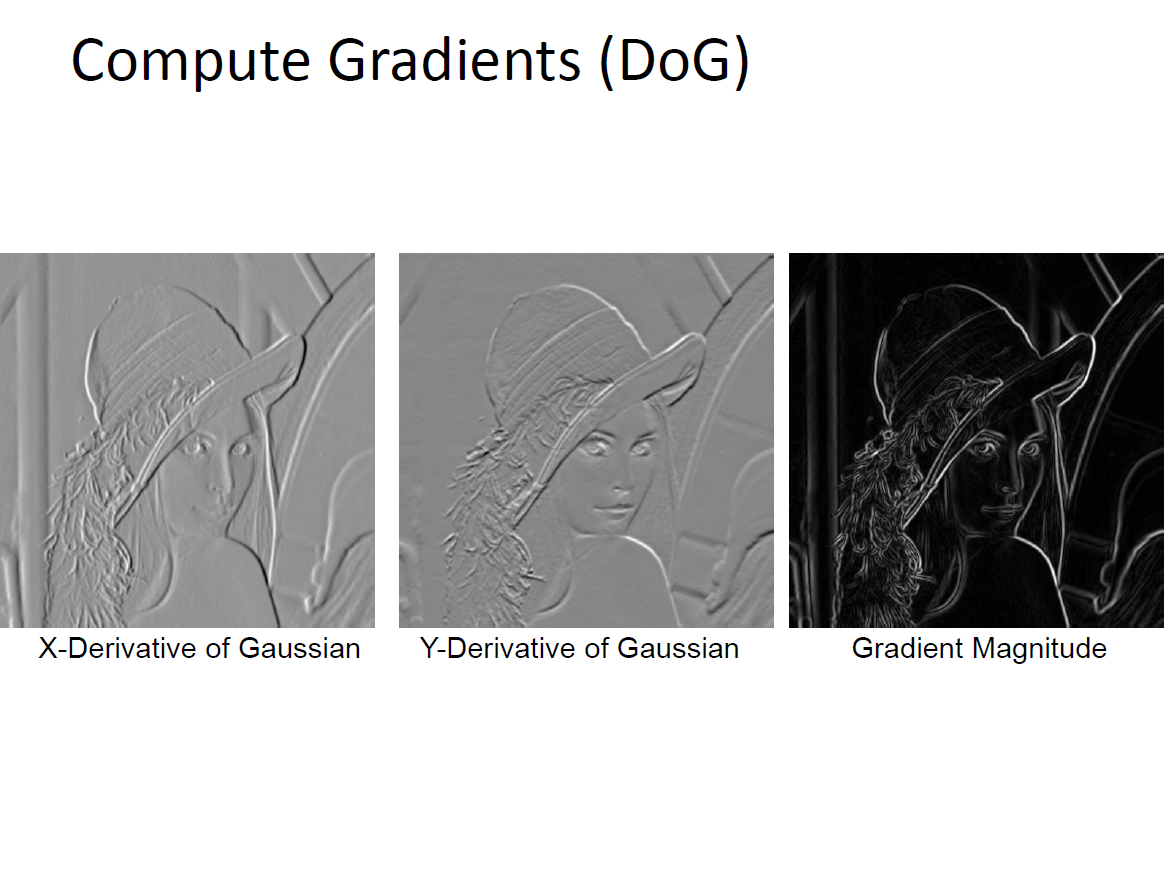 Compute Gradients (DoG)
X-Derivative of Gaussian
Y-Derivative of Gaussian
Gradient Magnitude